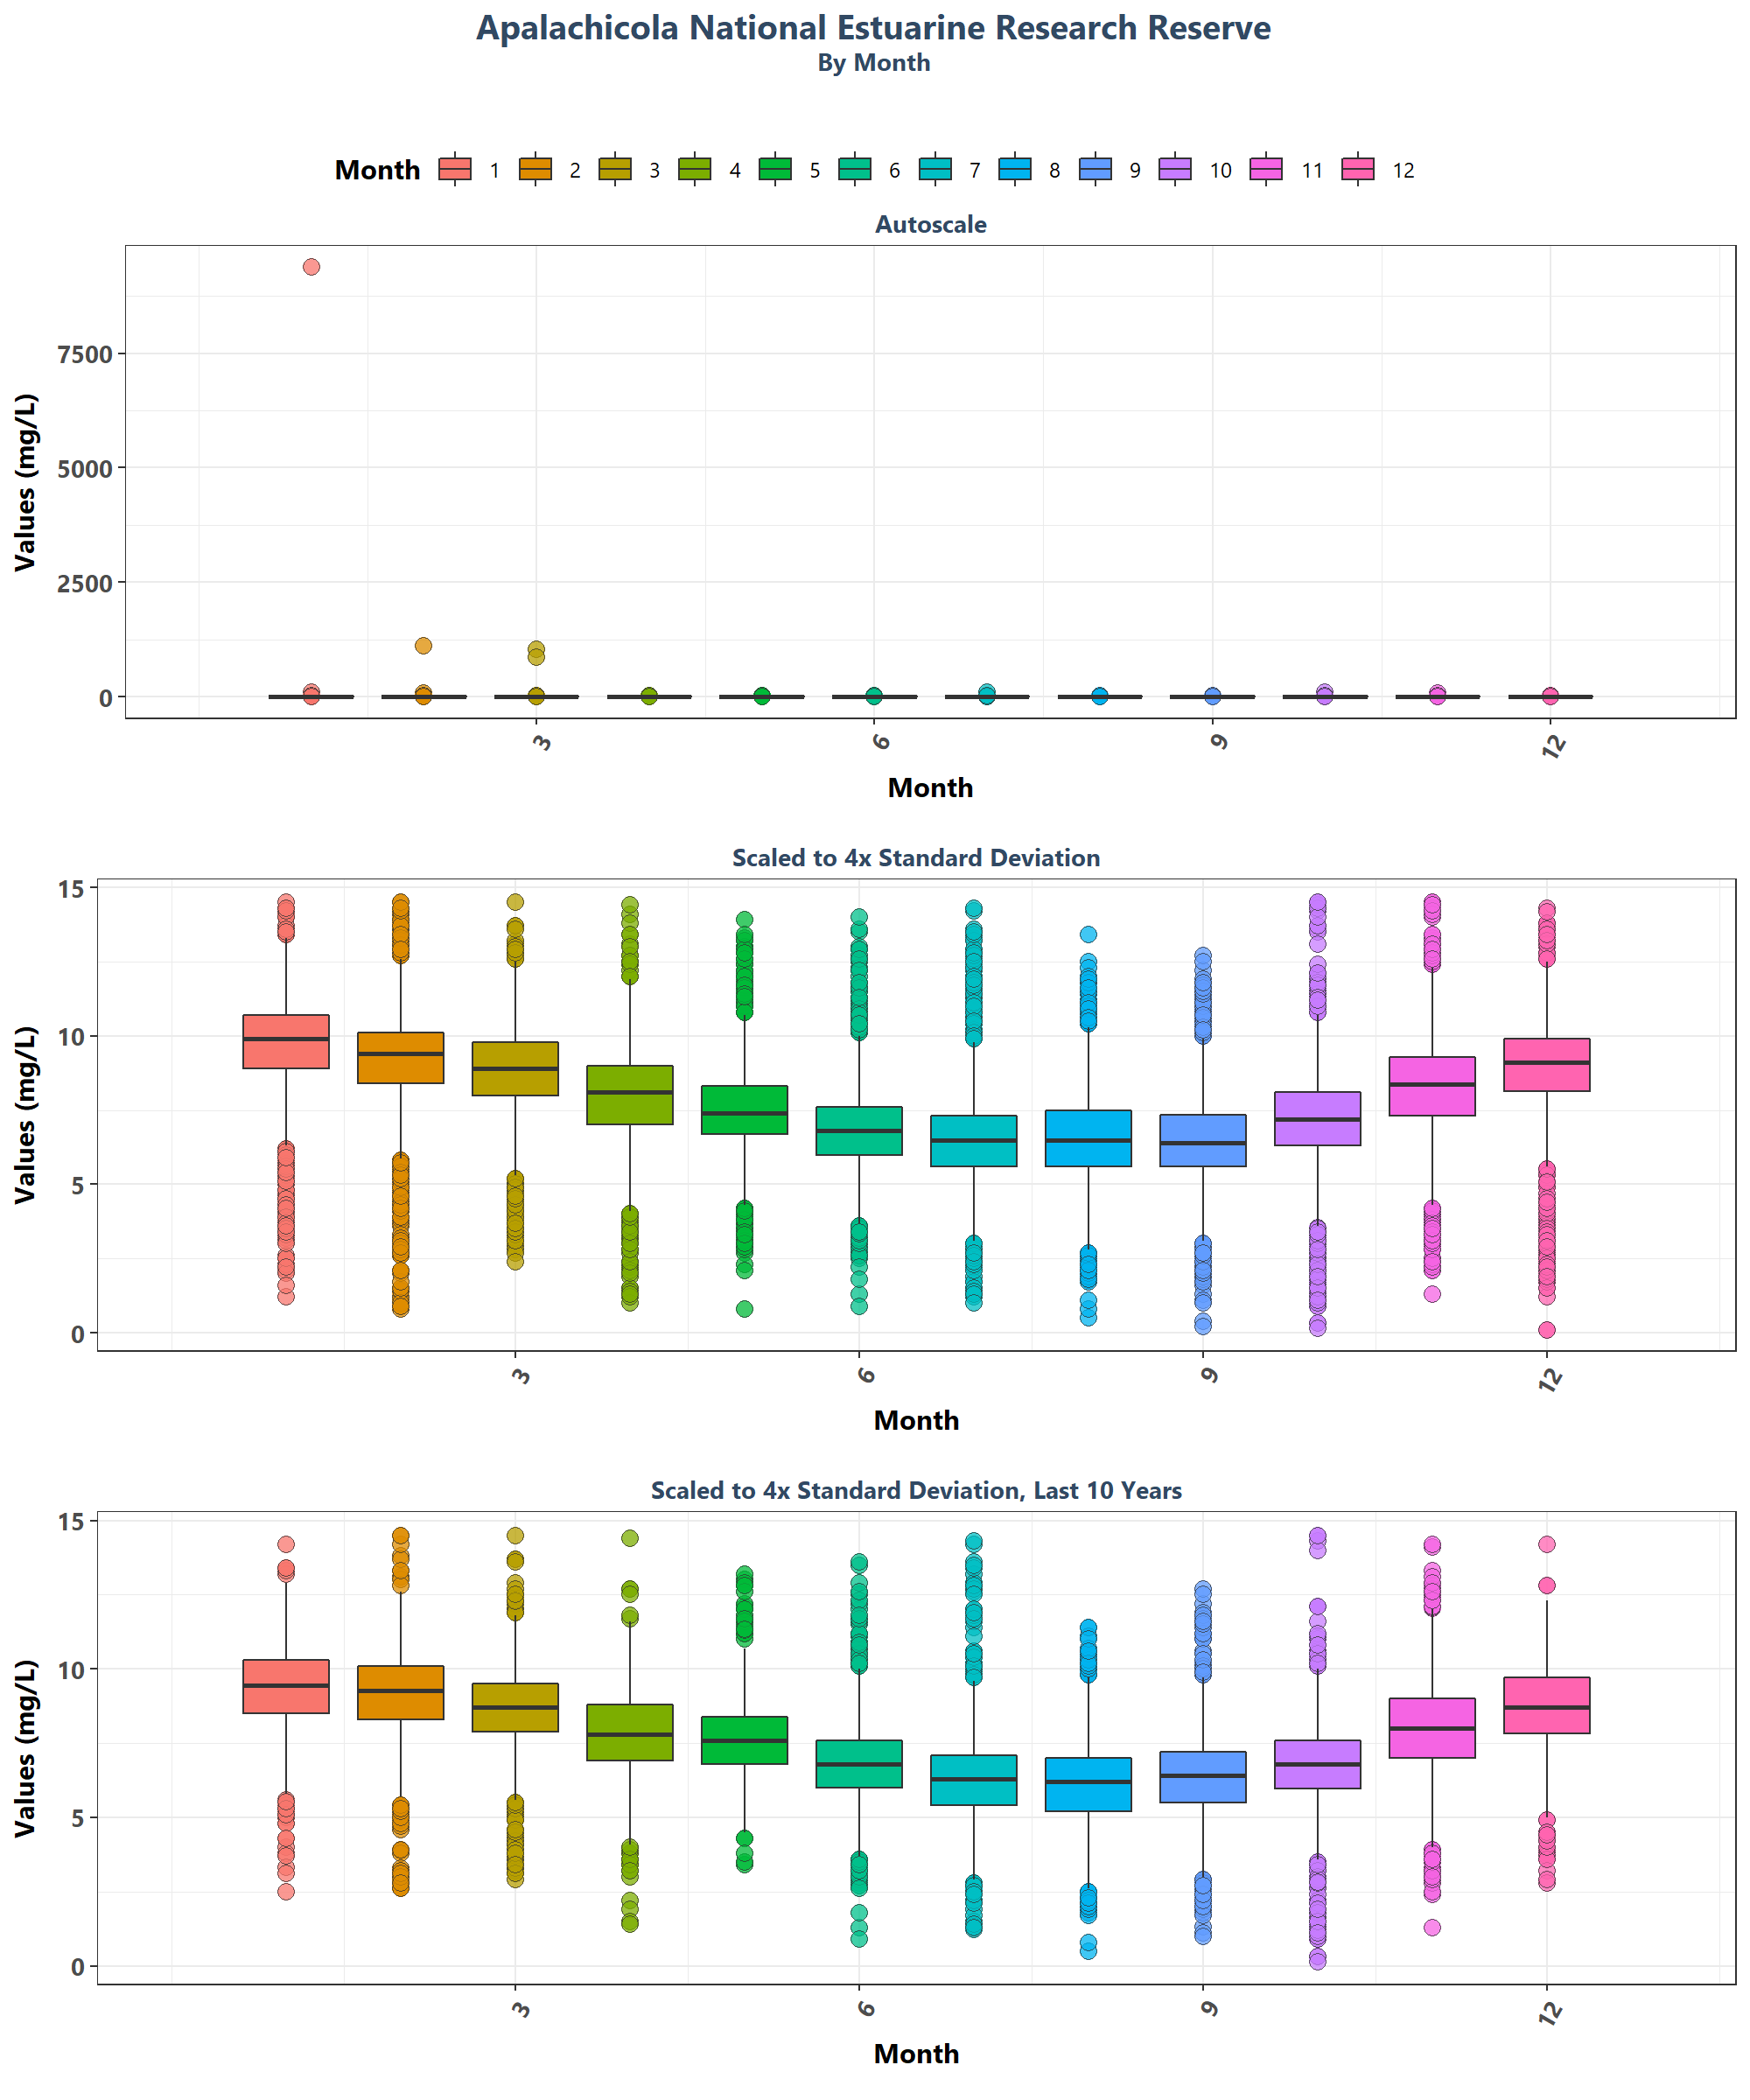 Apalachicola National Estuarine Research Reserve
By Month
Month 1 2 3 4 5 6 7 8 9 10 11 12
Autoscale
7500
5000
2500
0
Values (mg/L)
3 6 9 12
Month
Scaled to 4x Standard Deviation
15
10
5
0
Values (mg/L)
3 6 9 12
Month
Scaled to 4x Standard Deviation, Last 10 Years
15
10
5
0
Values (mg/L)
3 6 9 12
Month